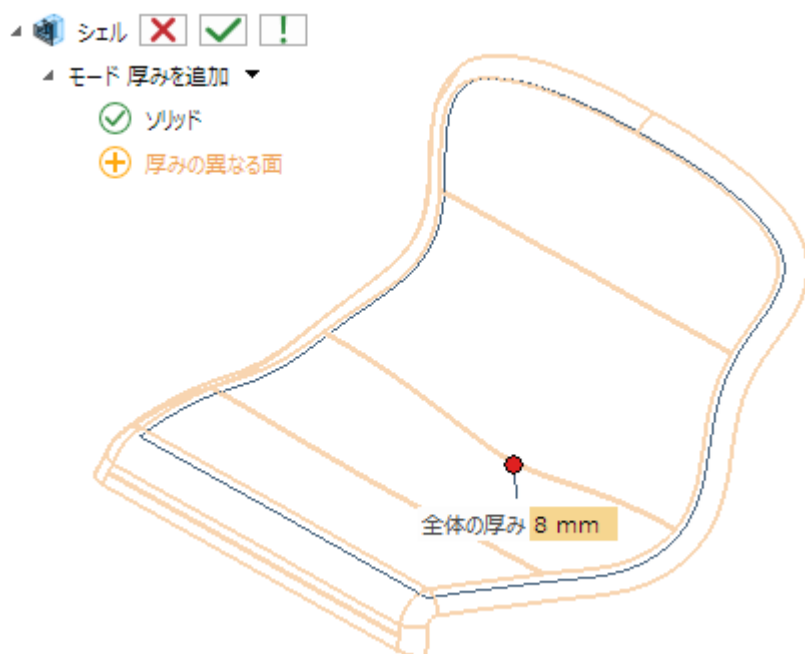 シェル
モード 厚みを追加
ソリッド
厚みの異なる面
全体の厚み 8 mm